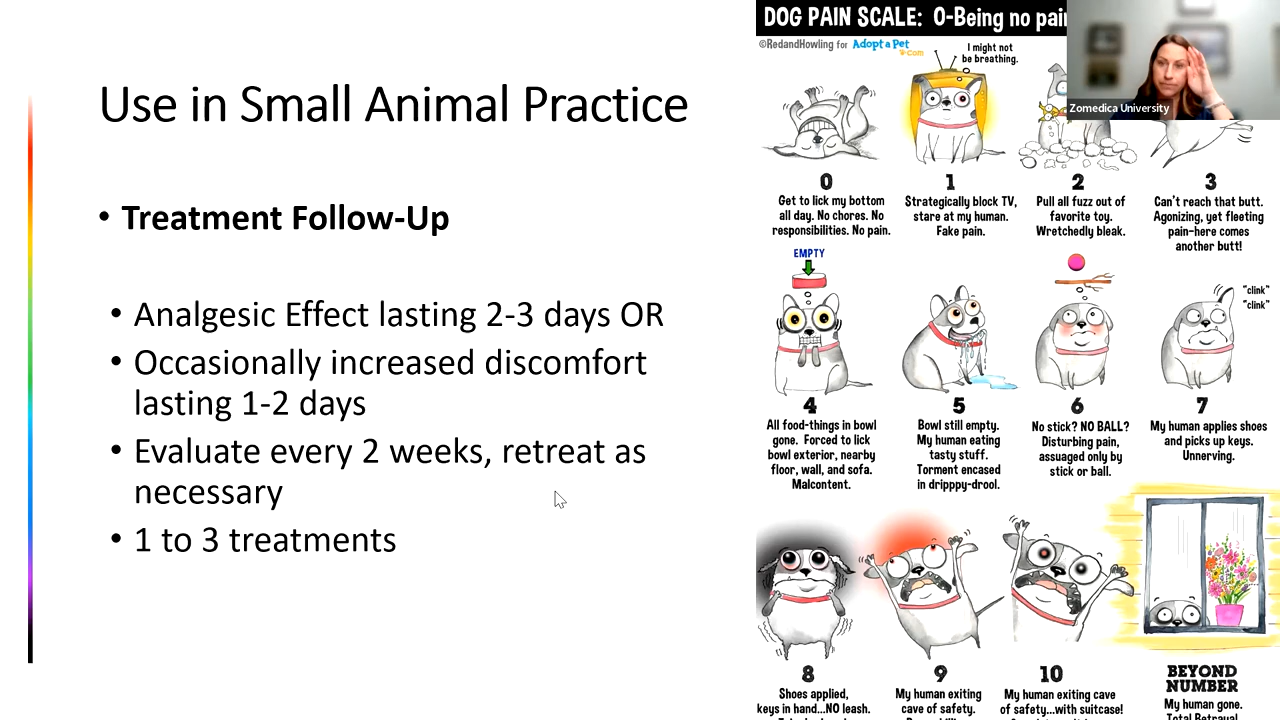 Use in Small Animal Practice
• Treatment Follow-Up
• Analgesic Effect lasting 2-3 days OR
• Occasionally increased discomfort
lasting 1-2 days
• Evaluate every 2 weeks, retreat as
necessary
• 1 to 3 treatments
DOG PAIN SCALE: 0-Being no pain
©RedandHowling for Adopt a Pet
.com
Zomedica University
I might not
be breathing.
0
Get to lick my bottom
all day. No chores. No
responsibilities. No pain.
1
Strategically block TV,
stare at my human.
Fake pain.
2
Pull all fuzz out of
favorite toy.
Wretchedly bleak.
3
Can't reach that butt.
Agonizing, yet fleeting
pain-here comes
another butt!
EMPTY
4
All food-things in bowl
gone. Forced to lick
bowl exterior, nearby
floor, wall, and sofa.
Malcontent.
5
Bowl still empty.
My human eating
tasty stuff.
Torment encased
in dripppy-drool.
6
No stick? NO BALL?
Disturbing pain,
assuaged only by
stick or ball.
"clink"
"clink"
7
My human applies shoes
and picks up keys.
Unnerving.
8
Shoes applied,
keys in hand...NO leash.
9
My human exiting
cave of safety.
10
My human exiting cave
of safety...with suitcase!
BEYOND
NUMBER
My human gone.
Total Betrayal.